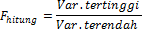 F_hitung = Var.tertinggi / Var.terendah